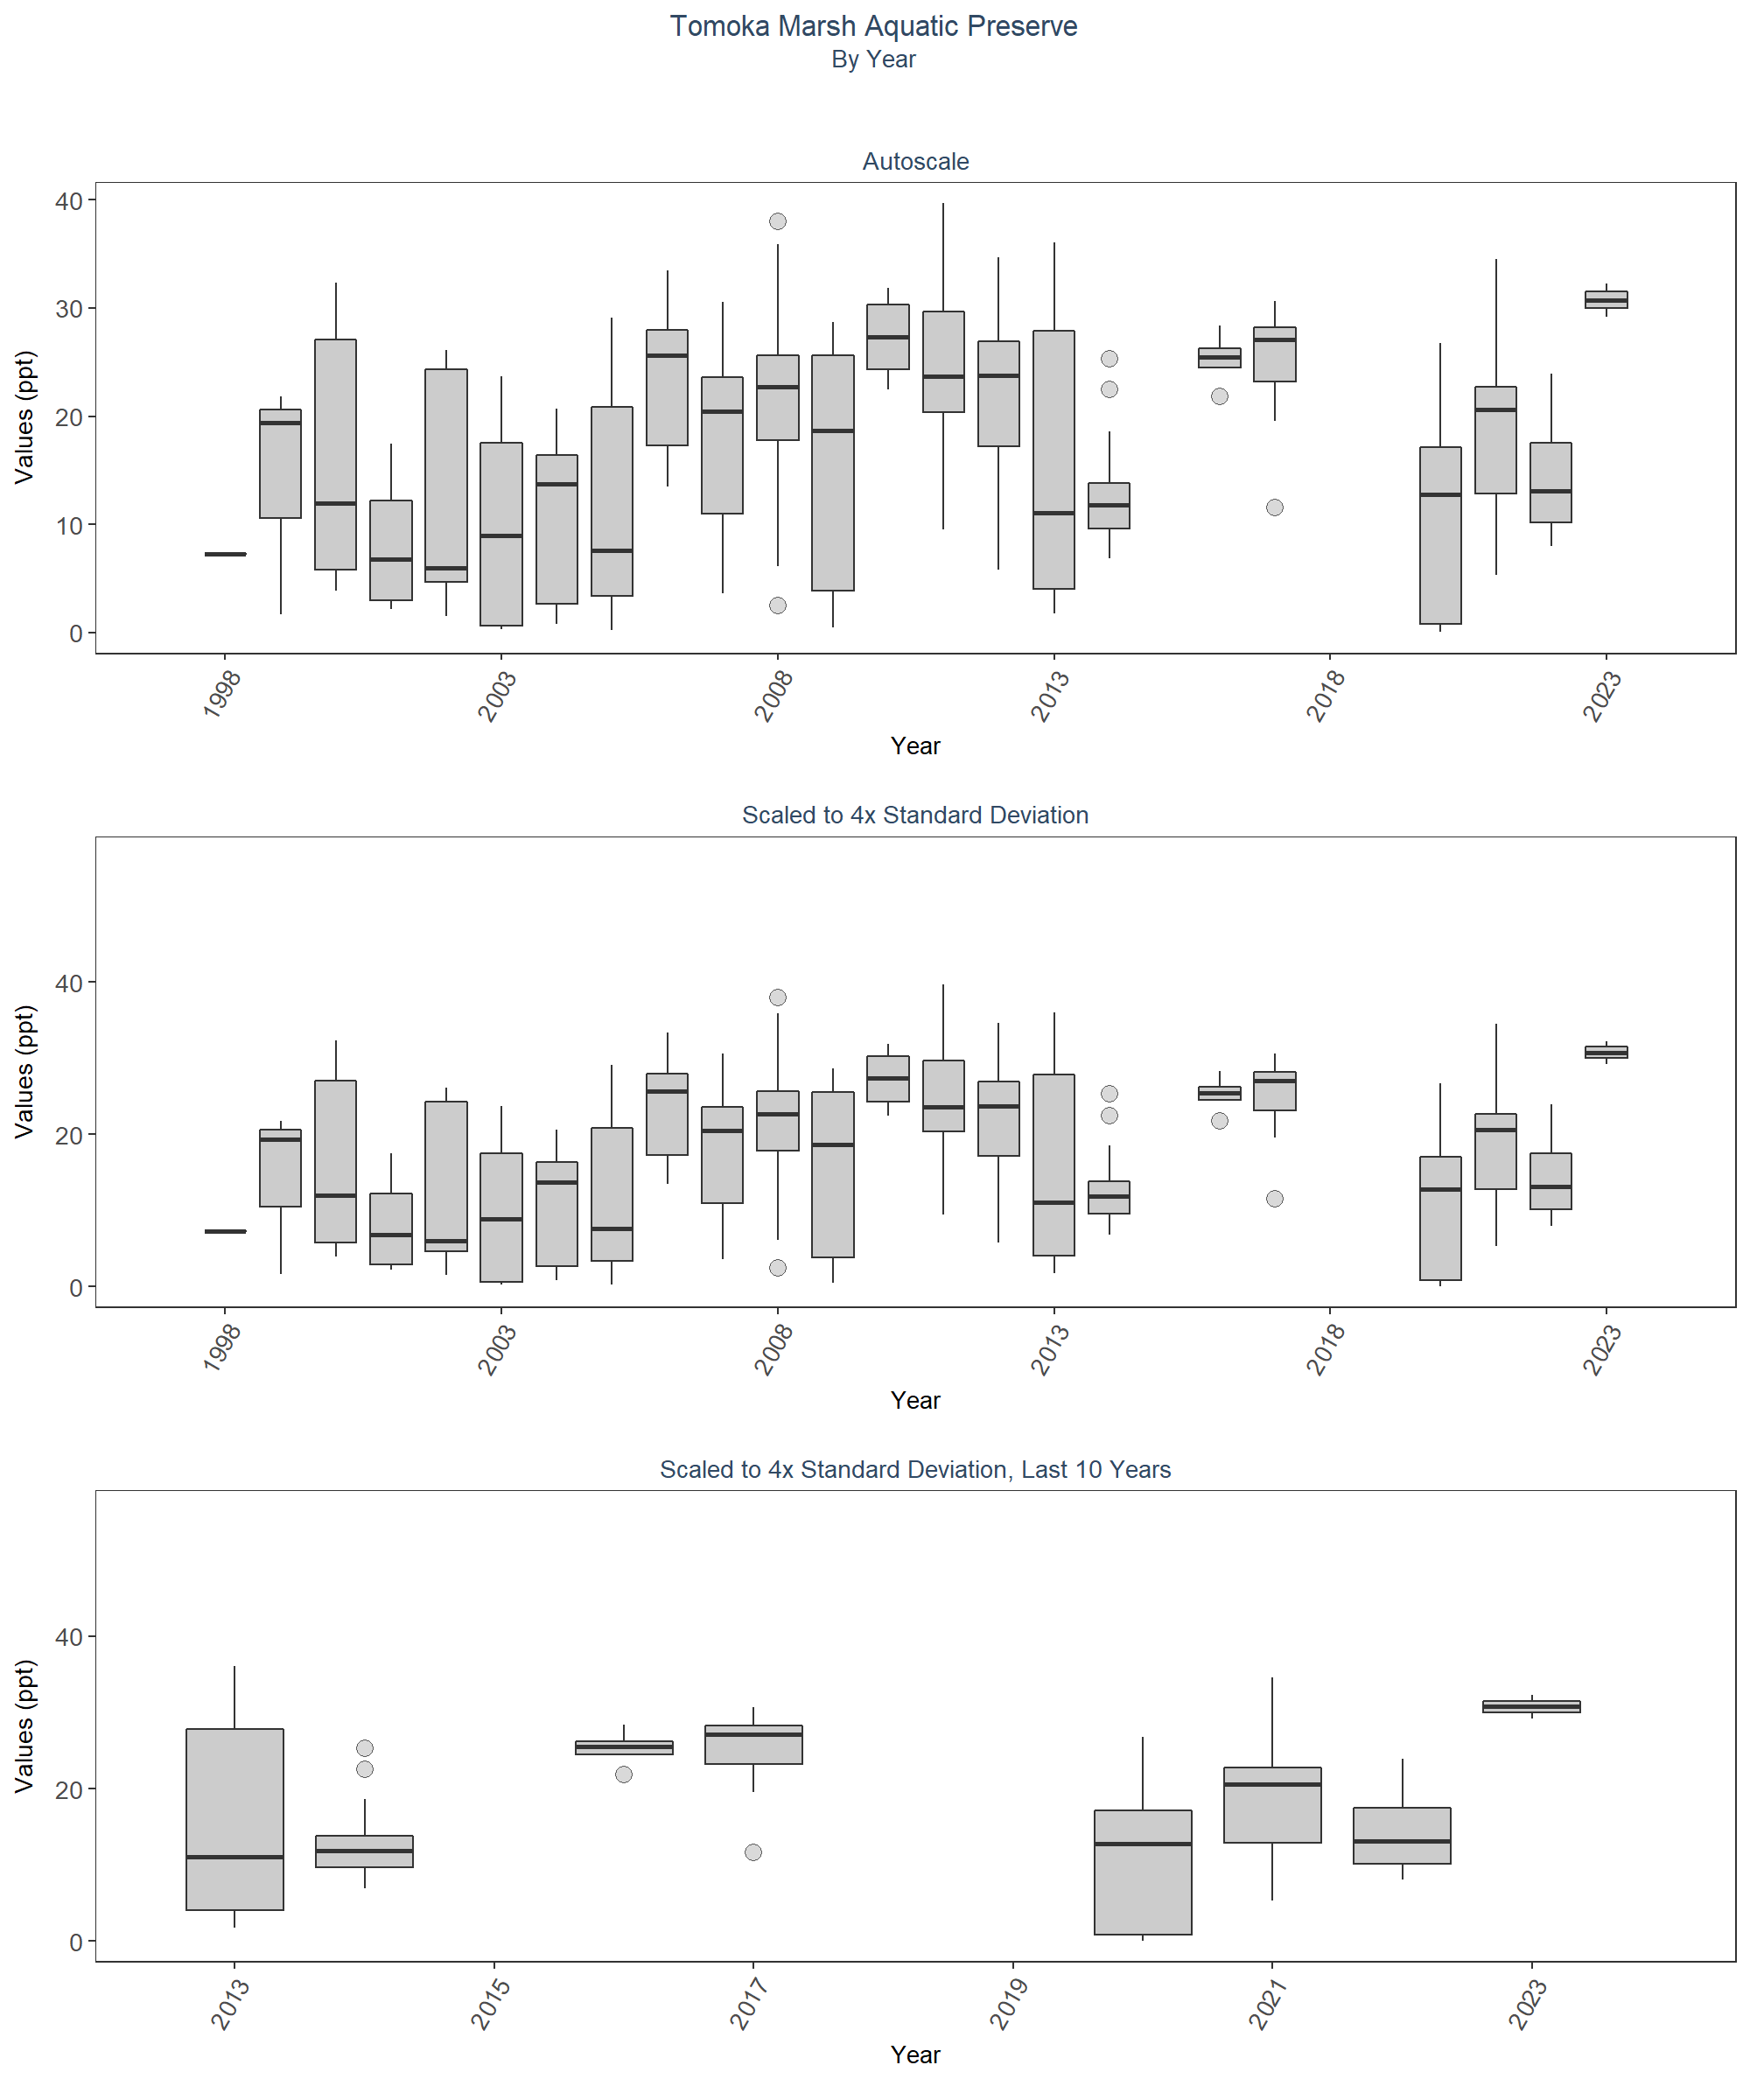 Tomoka Marsh Aquatic Preserve
By Year
Autoscale
Values (ppt)
40
30
20
10
0
1998 2003 2008 2013 2018 2023
Year
Scaled to 4x Standard Deviation
Values (ppt)
40
20
0
1998 2003 2008 2013 2018 2023
Year
Scaled to 4x Standard Deviation, Last 10 Years
Values (ppt)
40
20
0
2013 2015 2017 2019 2021 2023
Year